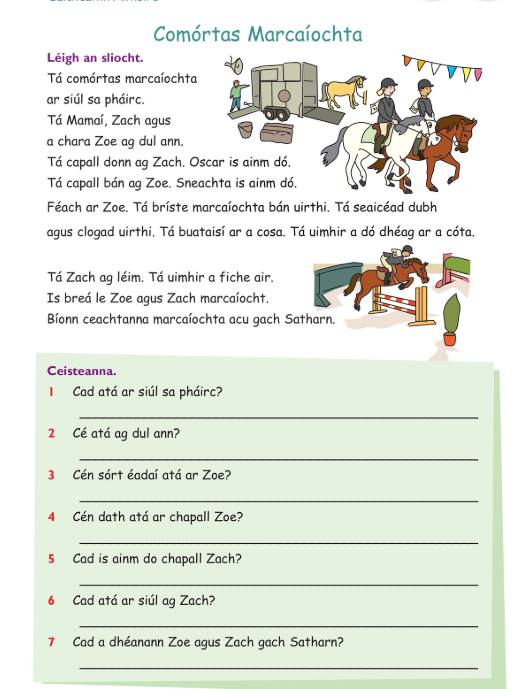 Comórtas Marcaíochta
Léigh an sliocht.
Tá comórtas marcaíochta
ar siúl sa pháirc.
Tá Mamaí, Zach agus
a chara Zoe ag dul ann.
Tá capall donn ag Zach. Oscar is ainm dó.
Tá capall bán ag Zoe. Sneachta is ainm dó.
Féach ar Zoe. Tá bríste marcaíochta bán uirthi. Tá seaicéad dubh
agus clogad uirthi. Tá buataisí ar a cosa. Tá uimhir a dó dhéag ar a cóta.
Tá Zach ag léim. Tá uimhir a fiche air.
Is breá le Zoe agus Zach marcaíocht.
Bíonn ceachtanna marcaíochta acu gach Satharn.
Ceisteanna.
1 Cad atá ar siúl sa pháirc?
2 Cé atá ag dul ann?
3 Cén sórt éadaí atá ar Zoe?
4 Cén dath atá ar chapall Zoe?
5 Cad is ainm do chapall Zach?
6 Cad atá ar siúl ag Zach?
7 Cad a dhéanann Zoe agus Zach gach Satharn?